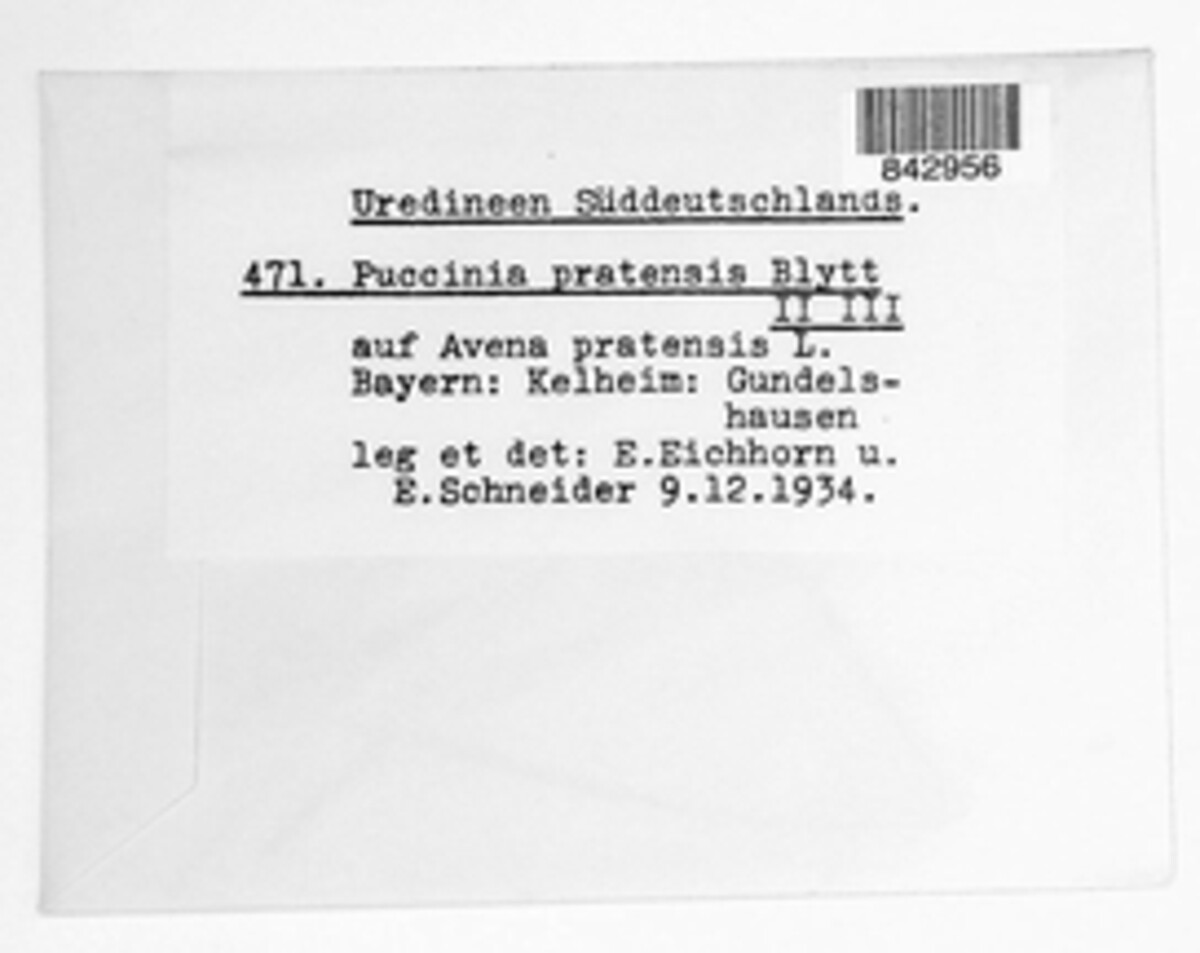 842956
Uredineen Süddeutschlands.
471. Puccinia pratensis Blytt
II III
auf Avena pratensis L.
Bayern: Kelheim: Gundels-
hausen
leg et det: E.Eichhorn u.
E.Schneider 9.12.1934.